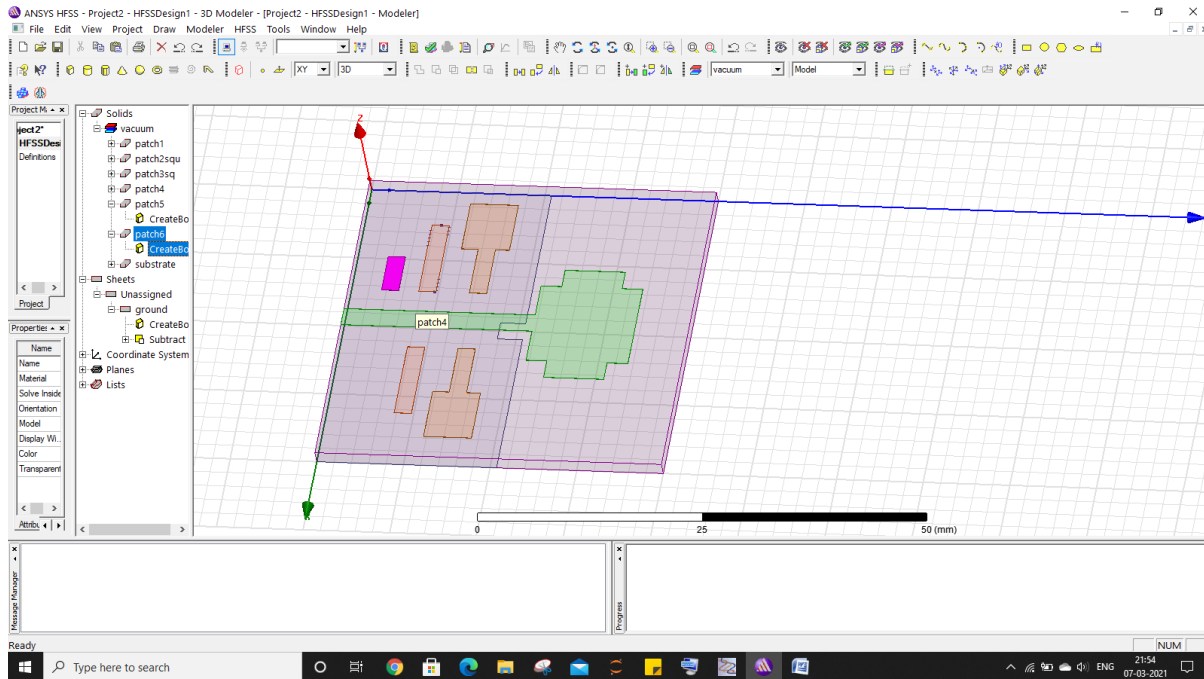 ANSYS HFSS - Project2 - HFSSDesign1 - 3D Modeler - [Project2 - HFSSDesign1 - Modeler]
File Edit View Project Draw Modeler HFSS Tools Window Help
XY 3D vacuum Model
Project M
ject2*
HFSSDesi
Definitions
Project
Solids
vacuum
patch1
patch2squ
patch3sq
patch4
patch5
CreateBo
patch6
CreateBo
substrate
Sheets
Unassigned
ground
CreateBo
Subtract
Coordinate System
Planes
Lists
Properties
Name
Name
Material
Solve Inside
Orientation
Model
Display Wi..
Color
Transparent
Attribu
Z
patch4
0 25 50 (mm)
Message Manager
Progress
Ready
NUM
Type here to search
ENG
21:54
07-03-2021